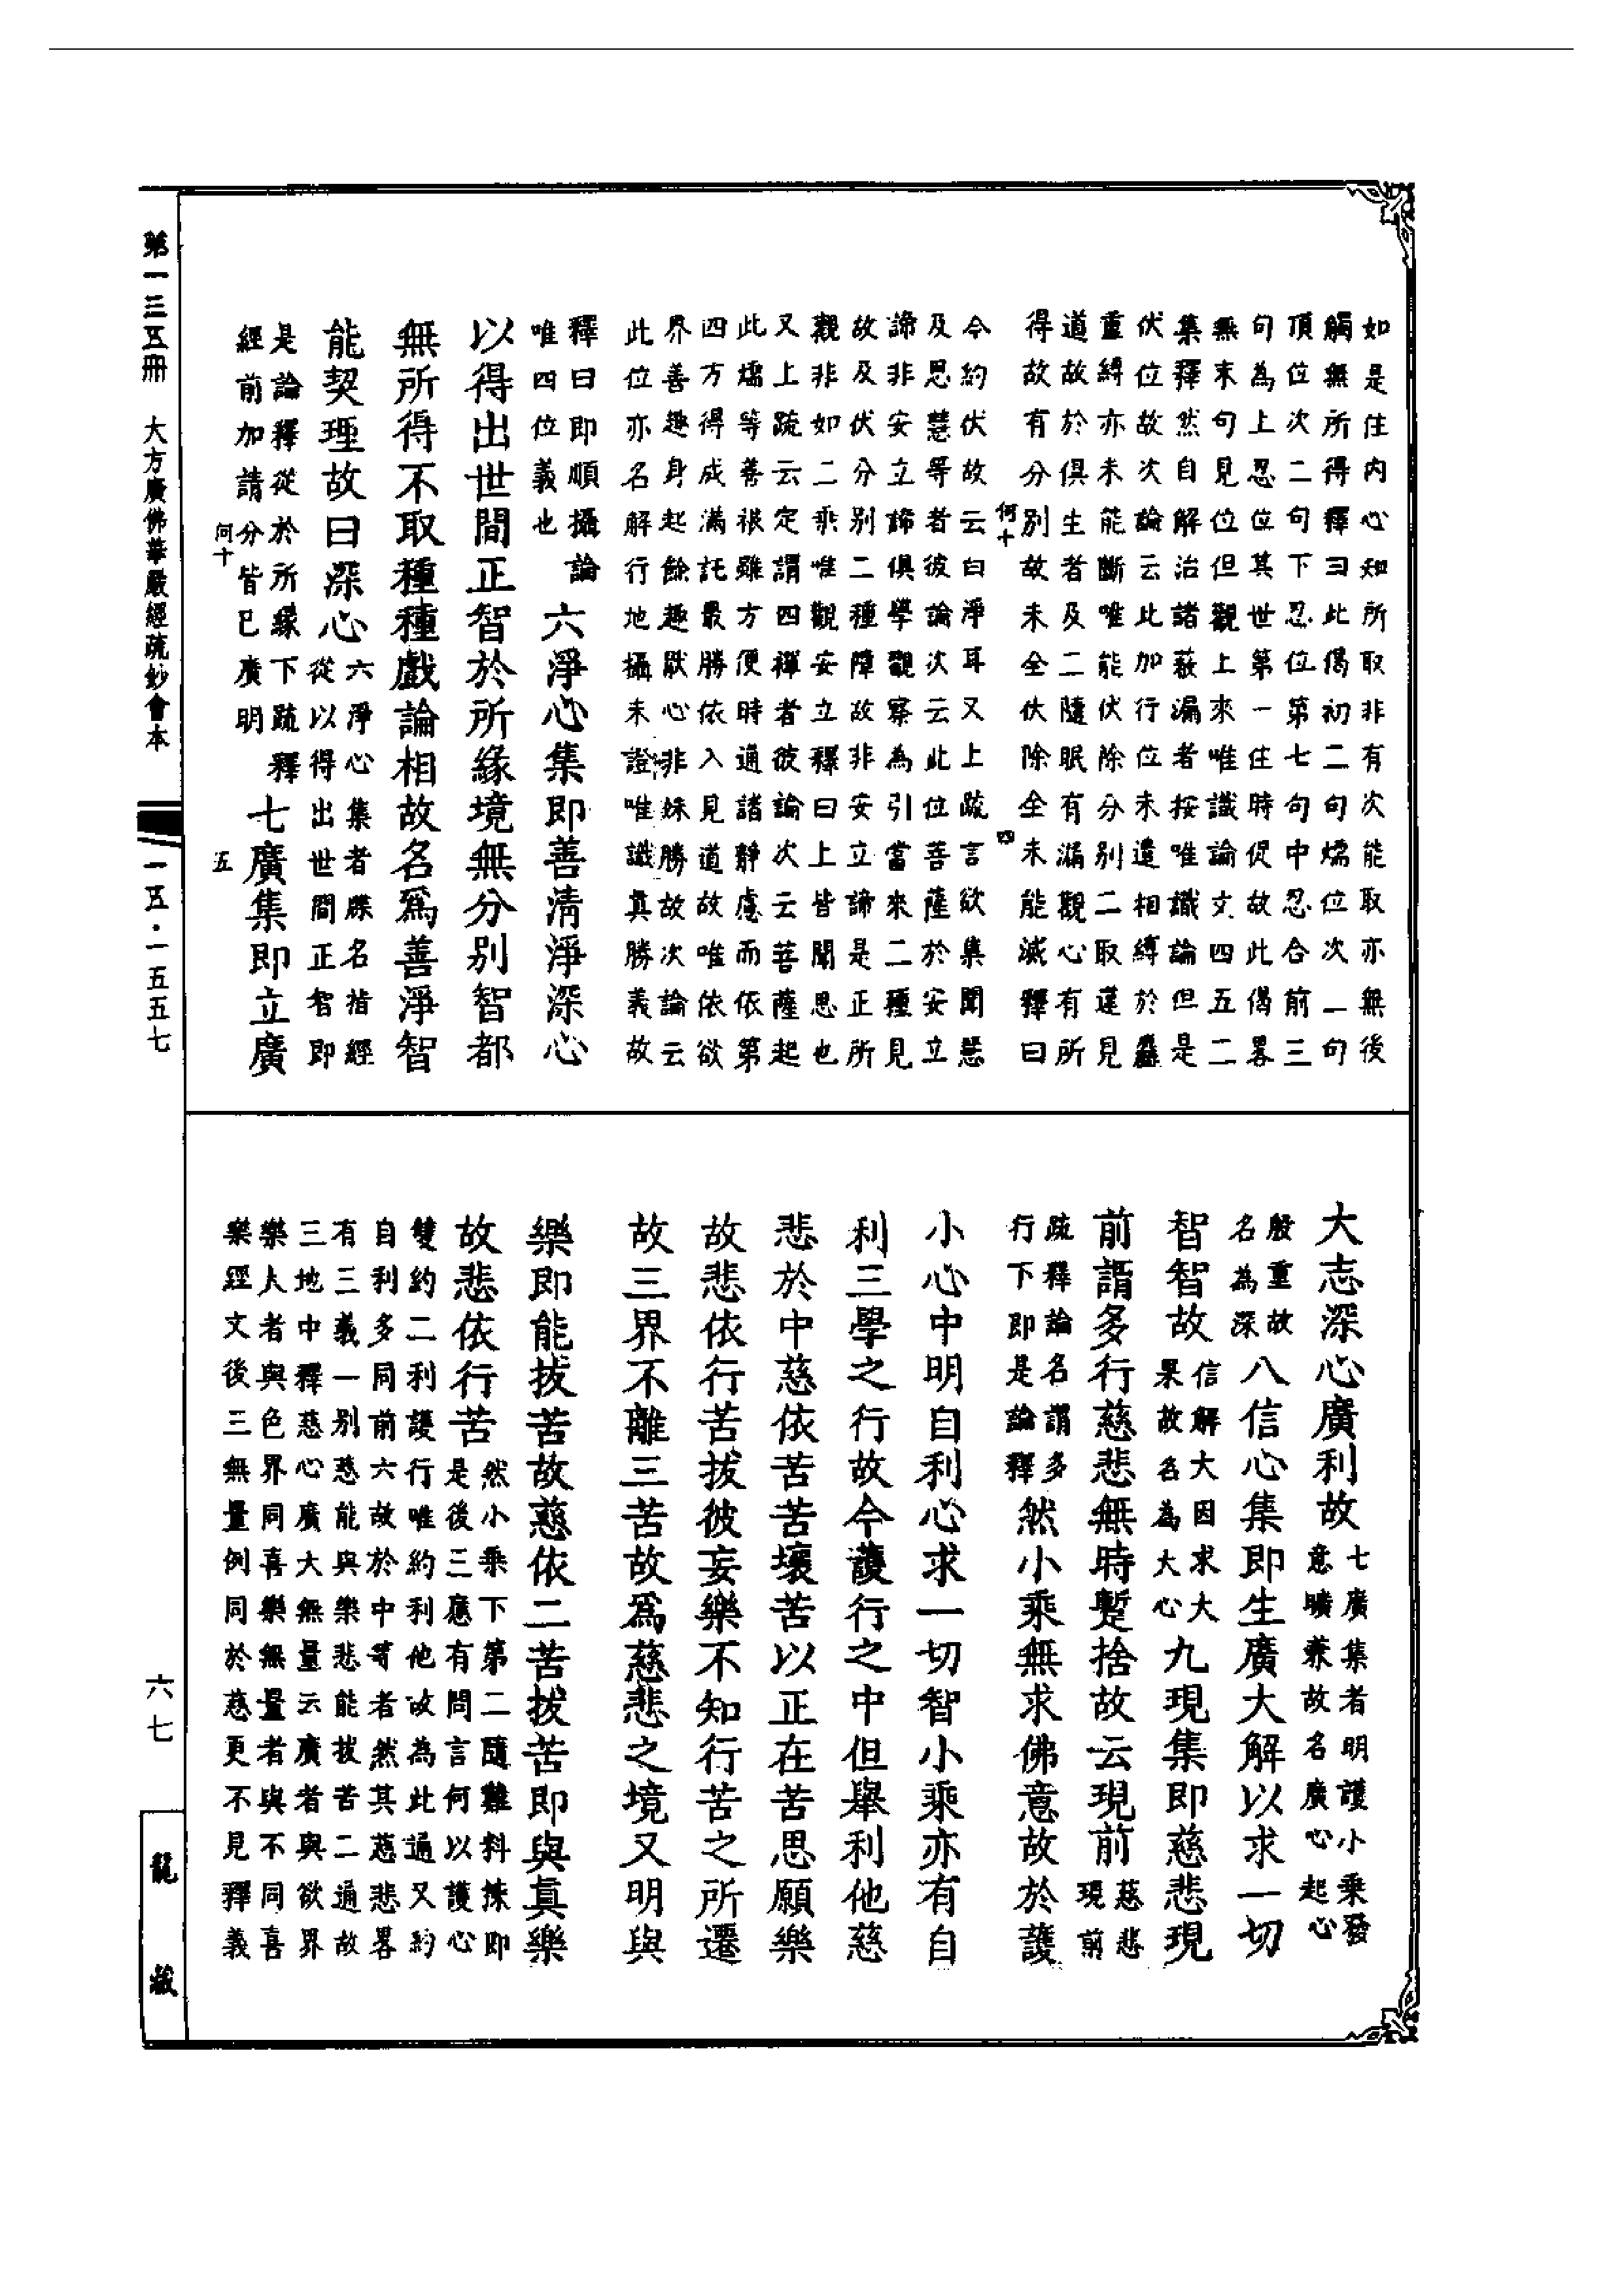 如是住內心知所取非有次能取亦無後
觸無所得釋曰此偈初二句煗位次一句
頂位次二句下忍位第七句中忍合前三
句為上忍位其世第一住時促故此偈畧
無末句見位但觀上來唯識論文四五二
集釋然自解治諸蔽漏者按唯識論但是
伏位故次論云此加行位未遣相縛於麤
重縛亦未能斷唯能伏除分別二取違見
道故於俱生者及二隨眠有漏觀心有所
得故有分別故未全伏除全未能滅釋曰
何十
四
今約伏故云曰淨耳又上疏言欲集聞慧
及思慧等者彼論次云此位菩薩於安立
諦非安立諦俱學觀察為引當來二種見
故及伏分別二種障故非安立諦是正所
觀非如二乘唯觀安立釋曰上皆聞思也
又上疏云定謂四禪者彼論次云菩薩起
此煗等善根雖方便時通諸靜慮而依第
四方得成滿託最勝依入見道故唯依欲
界善趣身起餘趣厭心非殊勝故次論云
此位亦名解行地攝未證唯識真勝義故
釋曰即順攝論
唯四位義也
六淨心集即善清淨深心
以得出世間正智於所緣境無分別智都
無所得不取種種戲論相故名爲善淨智
能契理故曰深心
六淨心集者牒名指經
從以得出世間正智即
是論釋從於所緣下疏釋
經前加請分皆已廣明
七廣集即立廣
何十
五
大志深心廣利故
七廣集者明護小乘發
意曠兼故名廣心起心
殷重故
名為深
八信心集即生廣大解以求一切
智智故
信解大因求大
果故名為大心
九現集即慈悲現
前謂多行慈悲無時暫捨故云現前
慈悲
現前
疏釋論名謂多
行下即是論釋
然小乘無求佛意故於護
小心中明自利心求一切智小乘亦有自
利三學之行故今護行之中但舉利他慈
悲於中慈依苦苦壞苦以正在苦思願樂
故悲依行苦拔彼妄樂不知行苦之所遷
故三界不離三苦故爲慈悲之境又明與
樂即能拔苦故慈依二苦拔苦即與真樂
故悲依行苦
然小乘下第二隨難料揀即
是後三應有問言何以護心
雙約二利護行唯約利他故為此通又約
自利多同前六故於中等者然其慈悲畧
有三義一別慈能與樂悲能拔苦二通故
三地中釋慈心廣大無量云廣者與欲界
樂大者與色界同喜樂無量者與不同喜
樂經文後三無量例同於慈更不見釋義
第一三五冊　大方廣佛華嚴經疏鈔會本
一五·一五五七
六七
龍藏